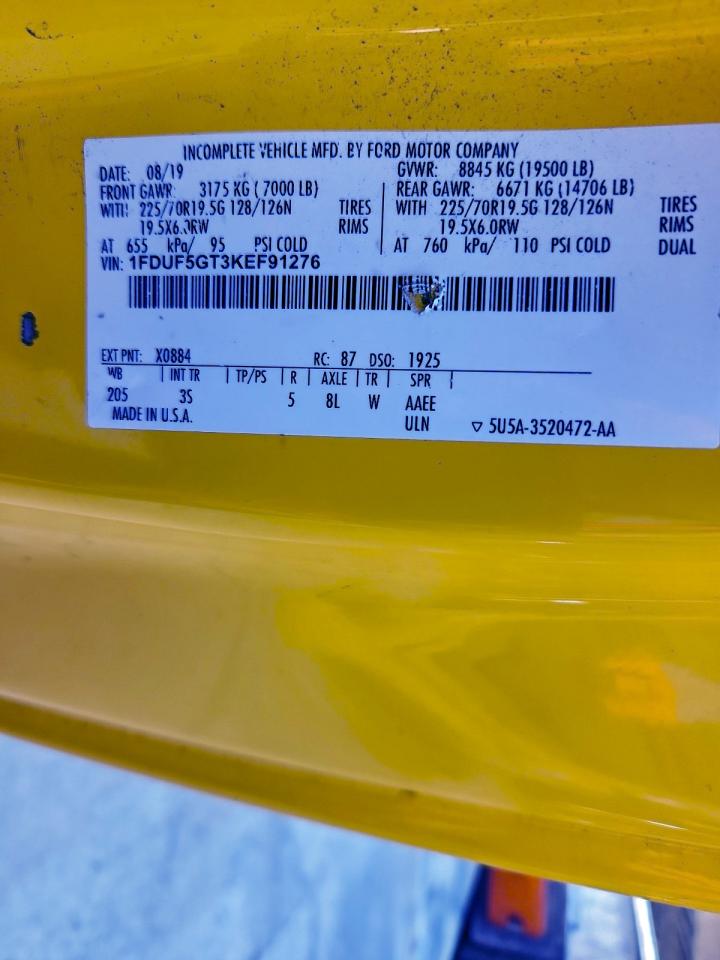 INCOMPLETE VEHICLE MFD. BY FORD MOTOR COMPANY
DATE: 08/19 GVWR: 8845 KG (19500 LB)
FRONT GAWR: 3175 KG (7000 LB) REAR GAWR: 6671 KG (14706 LB)
WITH 225/70R19.5G 128/126N TIRES WITH 225/70R19.5G 128/126N TIRES
19.5X6.0RW RIMS 19.5X6.0RW RIMS
AT 655 kPa/ 95 PSI COLD AT 760 kPa/ 110 PSI COLD DUAL
VIN: 1FDUF5GT3KEF91276
EXT PNT: X0884 RC: 87 DSO: 1925
WB INT TR TP/PS R AXLE TR SPR
205 3S 5 8L W AAEE
MADE IN U.S.A. ULN 5U5A-3520472-AA